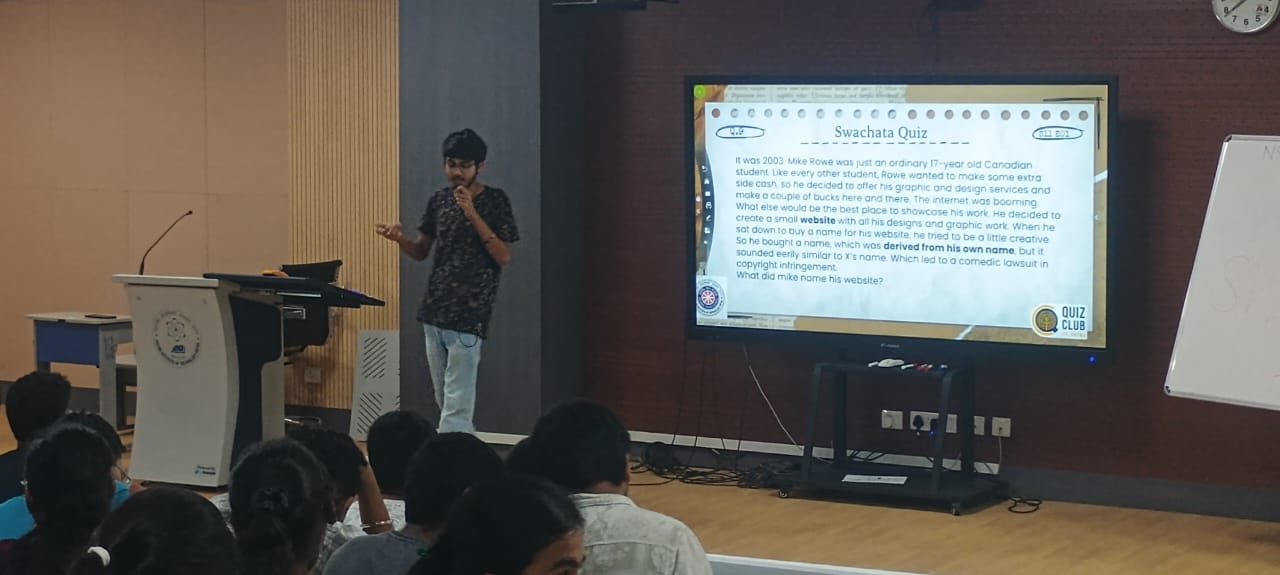 Q.9
Swachata Quiz
S11 E01
It was 2003. Mike Rowe was just an ordinary 17-year old Canadian
student. Like every other student, Rowe wanted to make some extra
side cash, so he decided to offer his graphic and design services and
make a couple of bucks here and there. The internet was booming.
What else would be the best place to showcase his work. He decided to
create a small website with all his designs and graphic work. When he
sat down to buy a name for his website, he tried to be a little creative.
So he bought a name, which was derived from his own name, but it
sounded eerily similar to X's name. Which led to a comedic lawsuit in
copyright infringement.
What did mike name his website?
QUIZ
CLUB
8
7
6
5
4